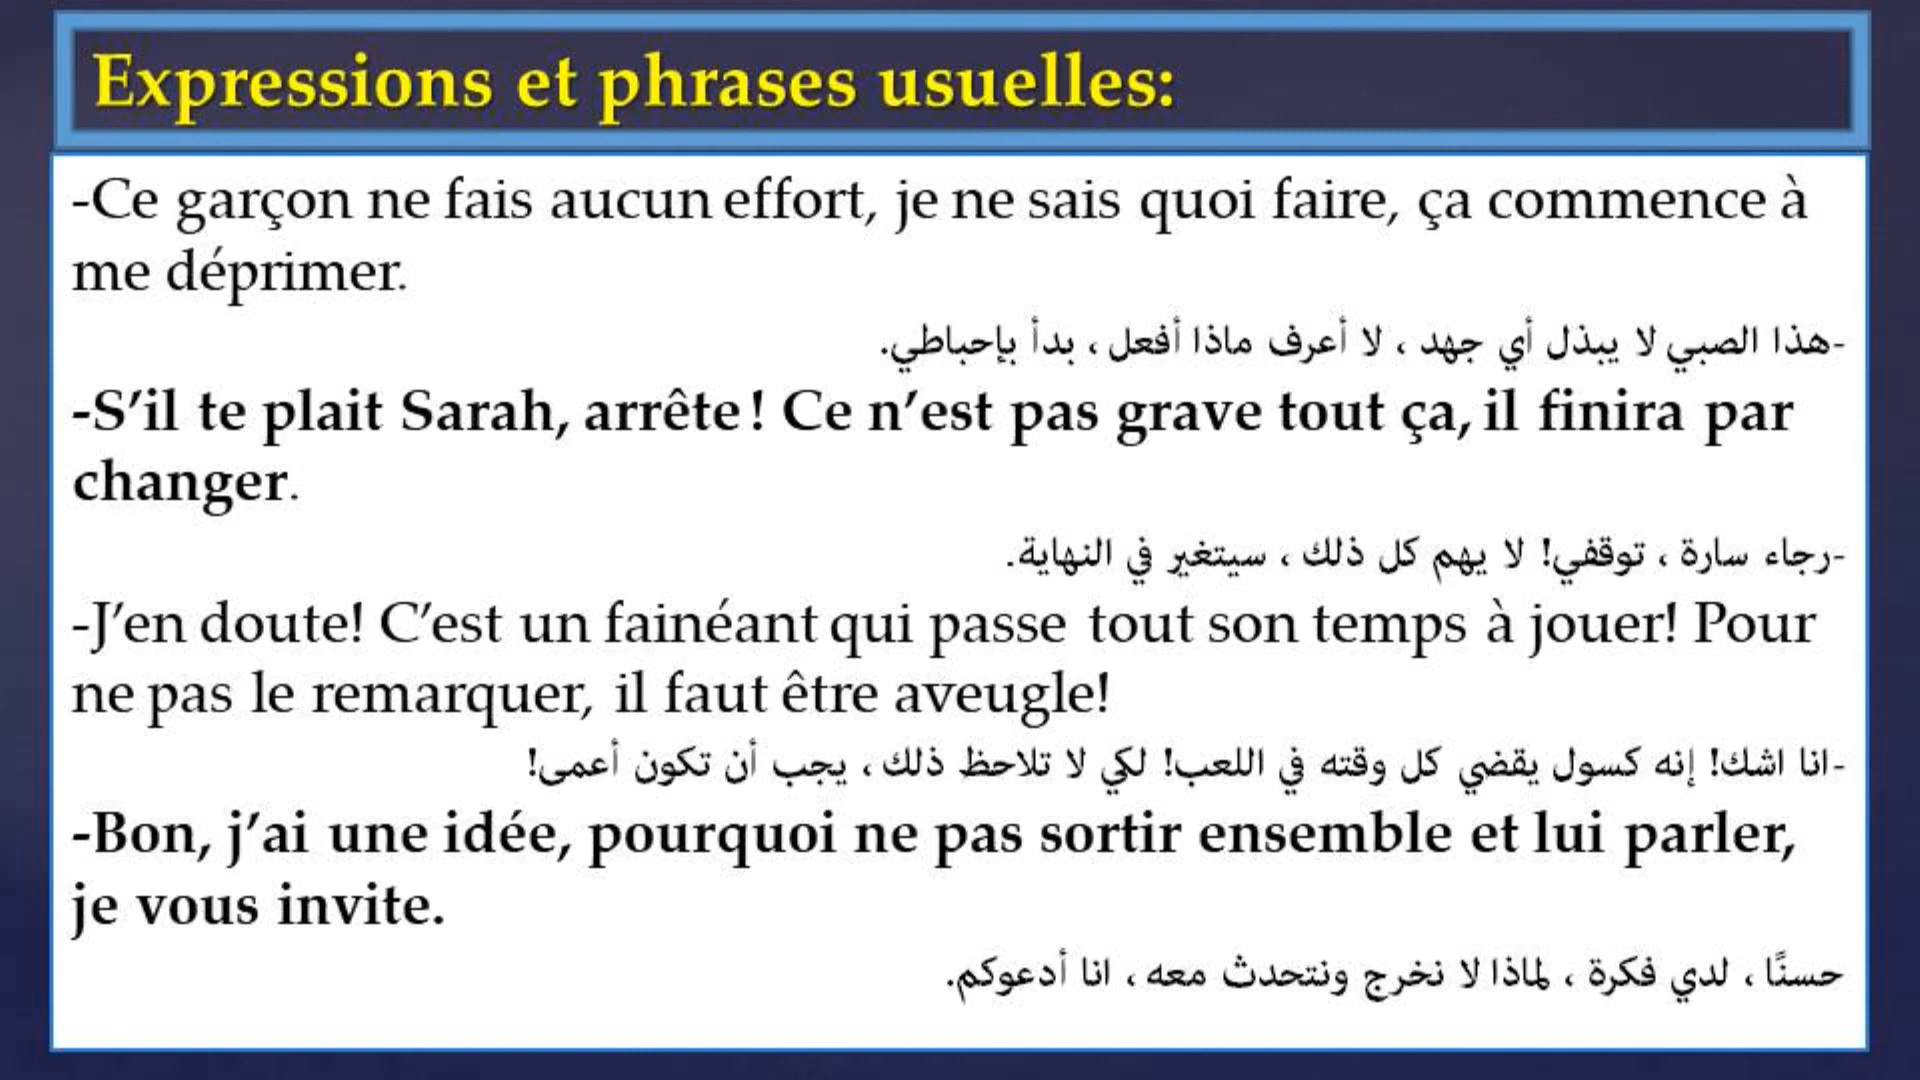 Expressions et phrases usuelles:
-Ce garçon ne fais aucun effort, je ne sais quoi faire, ça commence à
me déprimer.
-هذا الصبي لا يبذل أي جهد ، لا أعرف ماذا أفعل ، بدأ بإحباطي.
-S’il te plait Sarah, arrête! Ce n’est pas grave tout ça, il finira par
changer.
-رجاء سارة ، توقفي! لا يهم كل ذلك ، سيتغير في النهاية.
-J’en doute! C’est un fainéant qui passe tout son temps à jouer! Pour
ne pas le remarquer, il faut être aveugle!
-انا اشك! إنه كسول يقضي كل وقته في اللعب! لكي لا تلاحظ ذلك ، يجب أن تكون أعمى!
-Bon, j’ai une idée, pourquoi ne pas sortir ensemble et lui parler,
je vous invite.
حسنًا ، لدي فكرة ، لماذا لا نخرج ونتحدث معه ، انا أدعوكم.